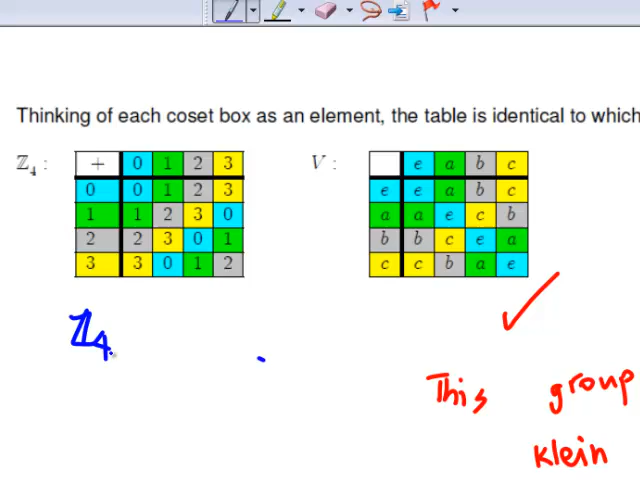 Thinking of each coset box as an element, the table is identical to which
ℤ₄ :
+ 0 1 2 3
0 0 1 2 3
1 1 2 3 0
2 2 3 0 1
3 3 0 1 2
V :
e a b c
e e a b c
a a e c b
b b c e a
c c b a e
ℤ₄
This group
klein